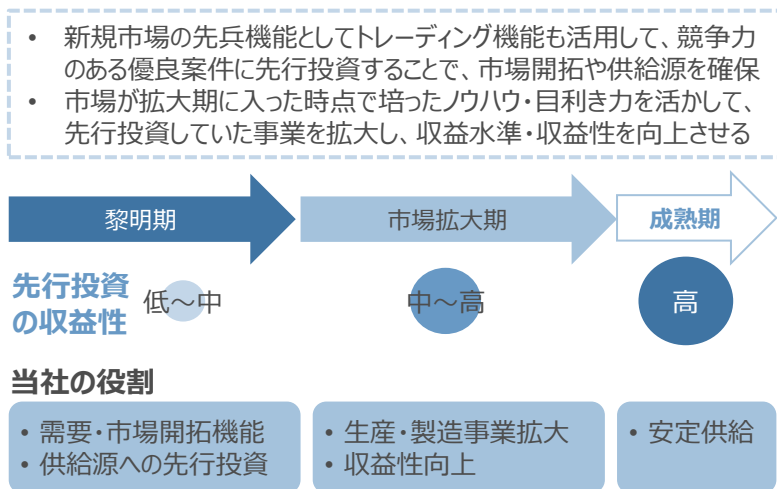 • 新規市場の先兵機能としてトレーディング機能も活用して、競争力
のある優良案件に先行投資することで、市場開拓や供給源を確保
• 市場が拡大期に入った時点で培ったノウハウ・目利き力を活かして、
先行投資していた事業を拡大し、収益水準・収益性を向上させる
黎明期
市場拡大期
成熟期
先行投資
の収益性
低～中
中～高
高
当社の役割
• 需要・市場開拓機能
• 供給源への先行投資
• 生産・製造事業拡大
• 収益性向上
• 安定供給